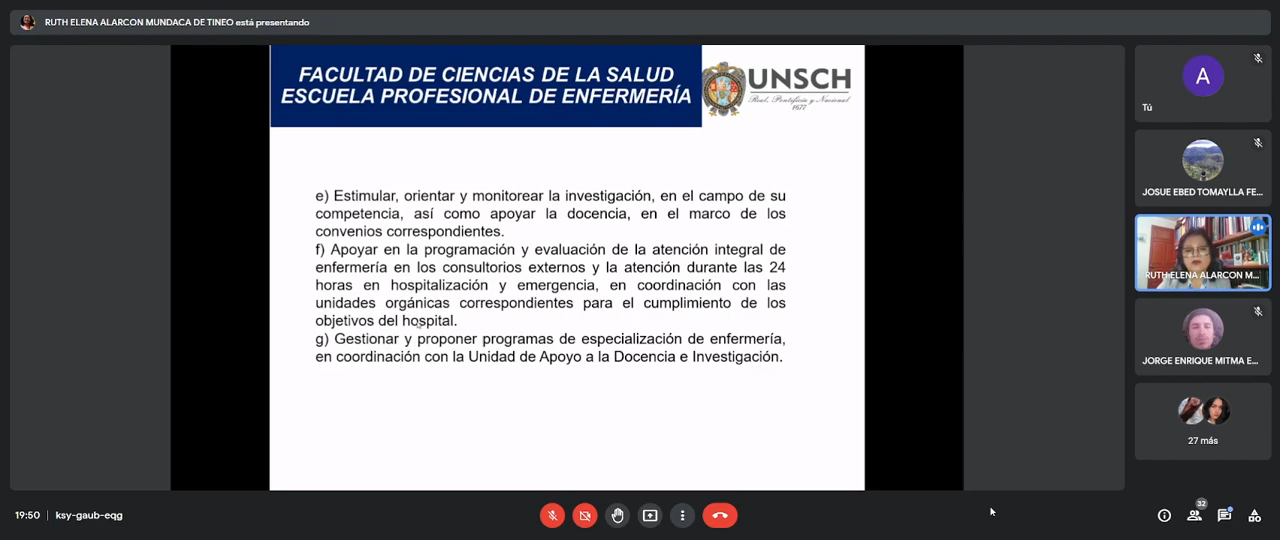 RUTH ELENA ALARCON MUNDACA DE TINEO está presentando
FACULTAD DE CIENCIAS DE LA SALUD
ESCUELA PROFESIONAL DE ENFERMERÍA
UNSCH
Real, Pontificia y Nacional
1677
e) Estimular, orientar y monitorear la investigación, en el campo de su
competencia, así como apoyar la docencia, en el marco de los
convenios correspondientes.
f) Apoyar en la programación y evaluación de la atención integral de
enfermería en los consultorios externos y la atención durante las 24
horas en hospitalización y emergencia, en coordinación con las
unidades orgánicas correspondientes para el cumplimiento de los
objetivos del hospital.
g) Gestionar y proponer programas de especialización de enfermería,
en coordinación con la Unidad de Apoyo a la Docencia e Investigación.
A
Tú
JOSUE EBED TOMAYLLA FE...
RUTH ELENA ALARCON M...
JORGE ENRIQUE MITMA E...
27 más
19:50 | ksy-gaub-eqg
32